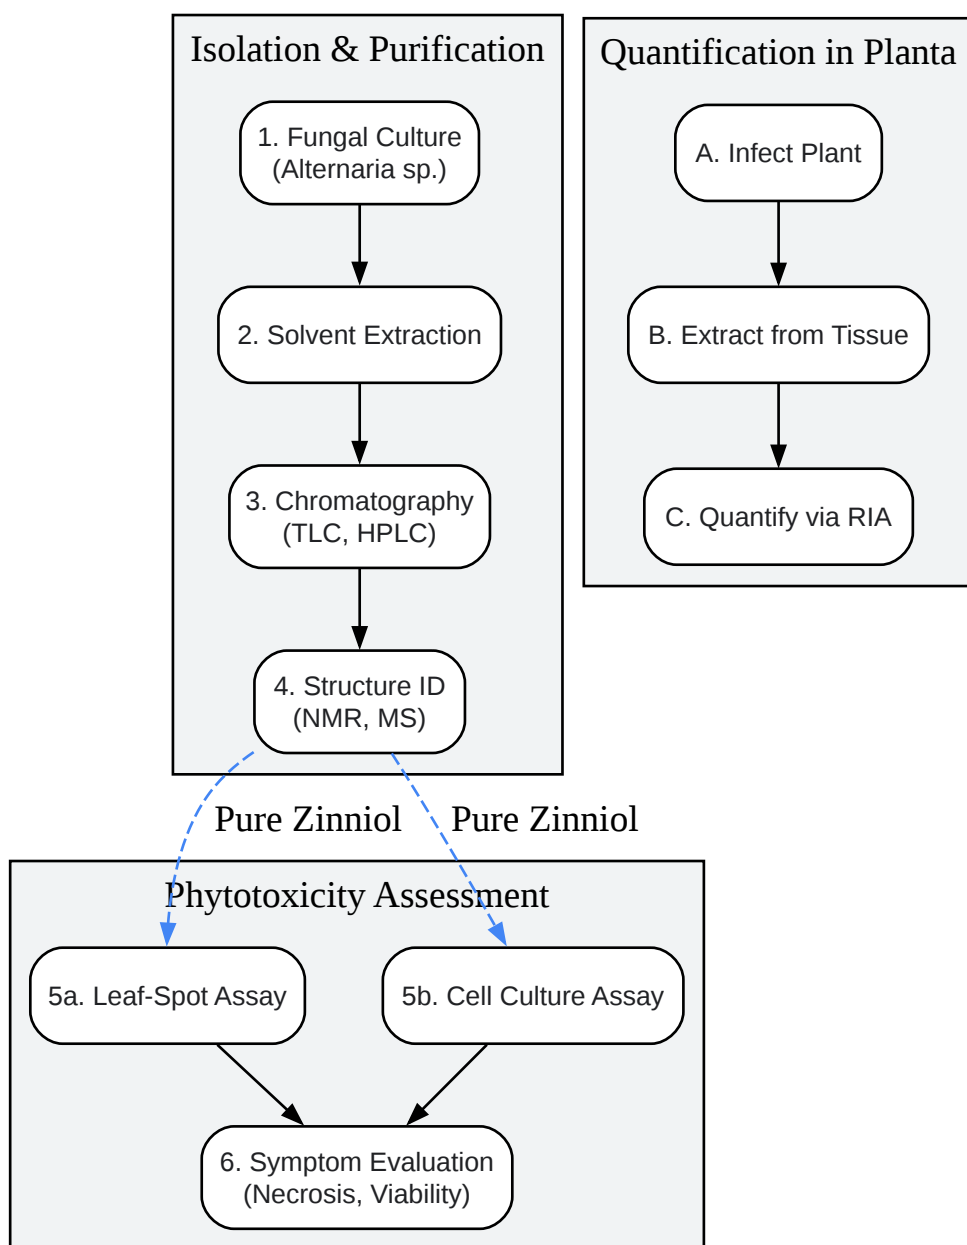 Isolation & Purification
1. Fungal Culture
(Alternaria sp.)
2. Solvent Extraction
3. Chromatography
(TLC, HPLC)
4. Structure ID
(NMR, MS)
Quantification in Planta
A. Infect Plant
B. Extract from Tissue
C. Quantify via RIA
Pure Zinniol
Pure Zinniol
Phytotoxicity Assessment
5a. Leaf-Spot Assay
5b. Cell Culture Assay
6. Symptom Evaluation
(Necrosis, Viability)